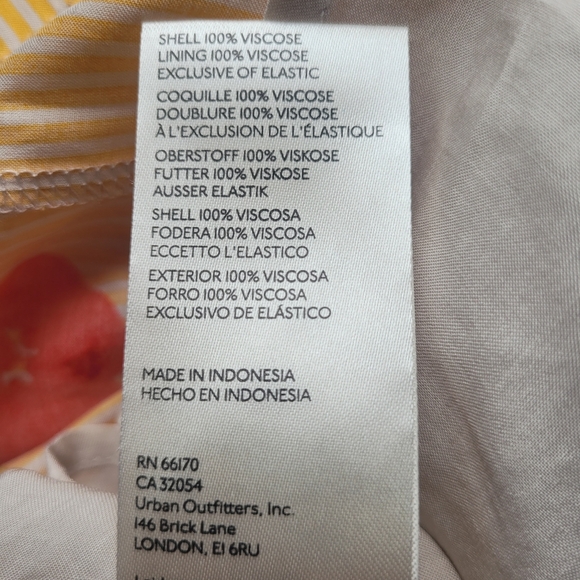 SHELL 100% VISCOSE
LINING 100% VISCOSE
EXCLUSIVE OF ELASTIC
COQUILLE 100% VISCOSE
DOUBLURE 100% VISCOSE
À L'EXCLUSION DE L'ÉLASTIQUE
OBERSTOFF 100% VISKOSE
FUTTER 100% VISKOSE
AUSSER ELASTIK
SHELL 100% VISCOSA
FODERA 100% VISCOSA
ECCETTO L'ELASTICO
EXTERIOR 100% VISCOSA
FORRO 100% VISCOSA
EXCLUSIVO DE ELÁSTICO
MADE IN INDONESIA
HECHO EN INDONESIA
RN 66170
CA 32054
Urban Outfitters, Inc.
146 Brick Lane
LONDON, E1 6RU